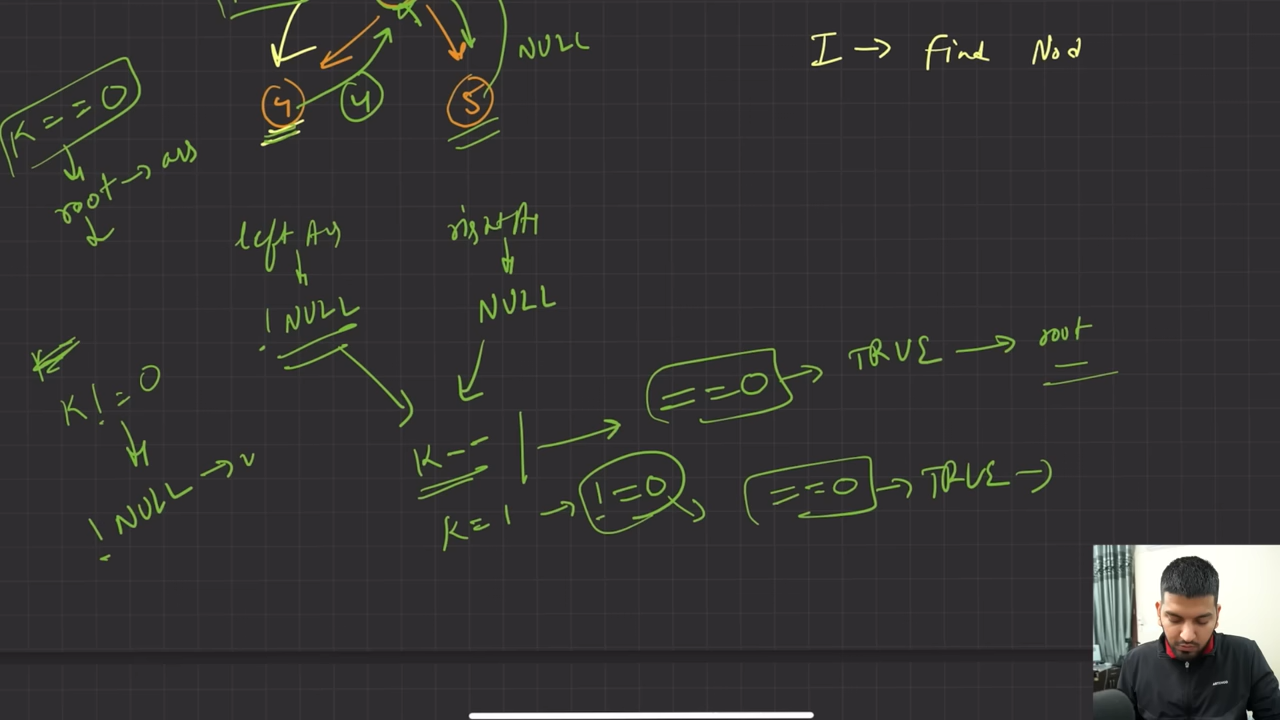 I → find Nod
NULL
4
4
5
K==0
root → ans
left Ans
right A
!NULL
NULL
K!=0
!NULL →
K--
==0 → TRUE → root
K=1 → !=0
==0 → TRUE →